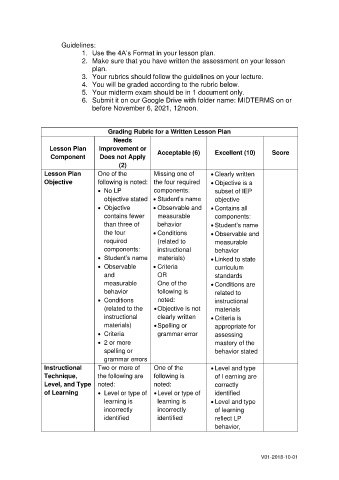 Guidelines:
1. Use the 4A's Format in your lesson plan.
2. Make sure that you have written the assessment on your lesson
plan.
3. Your rubrics should follow the guidelines on your lecture.
4. You will be graded according to the rubric below.
5. Your midterm exam should be in 1 document only.
6. Submit it on our Google Drive with folder name: MIDTERMS on or
before November 6, 2021, 12noon.
Grading Rubric for a Written Lesson Plan
Lesson Plan
Component
Needs
Improvement or
Does not Apply
(2)
Acceptable (6)
Excellent (10)
Score
Lesson Plan
Objective
One of the
following is noted:
• No LP
objective stated
• Objective
contains fewer
than three of
the four
required
components:
• Student's name
• Observable
and
measurable
behavior
• Conditions
(related to the
instructional
materials)
• Criteria
• 2 or more
spelling or
grammar errors
Missing one of
the four required
components:
• Student's name
• Observable and
measurable
behavior
• Conditions
(related to
instructional
materials)
• Criteria
OR
One of the
following is
noted:
• Objective is not
clearly written
• Spelling or
grammar error
• Clearly written
• Objective is a
subset of IEP
objective
• Contains all
components:
• Student's name
• Observable and
measurable
behavior
• Linked to state
curriculum
standards
• Conditions are
related to
instructional
materials
• Criteria is
appropriate for
assessing
mastery of the
behavior stated
Instructional
Technique,
Level, and Type
of Learning
Two or more of
the following are
noted:
• Level or type of
learning is
incorrectly
identified
One of the
following is
noted:
• Level or type of
learning is
incorrectly
identified
• Level and type
of learning are
correctly
identified
• Level and type
of learning
reflect LP
behavior,
V01-2018-10-01